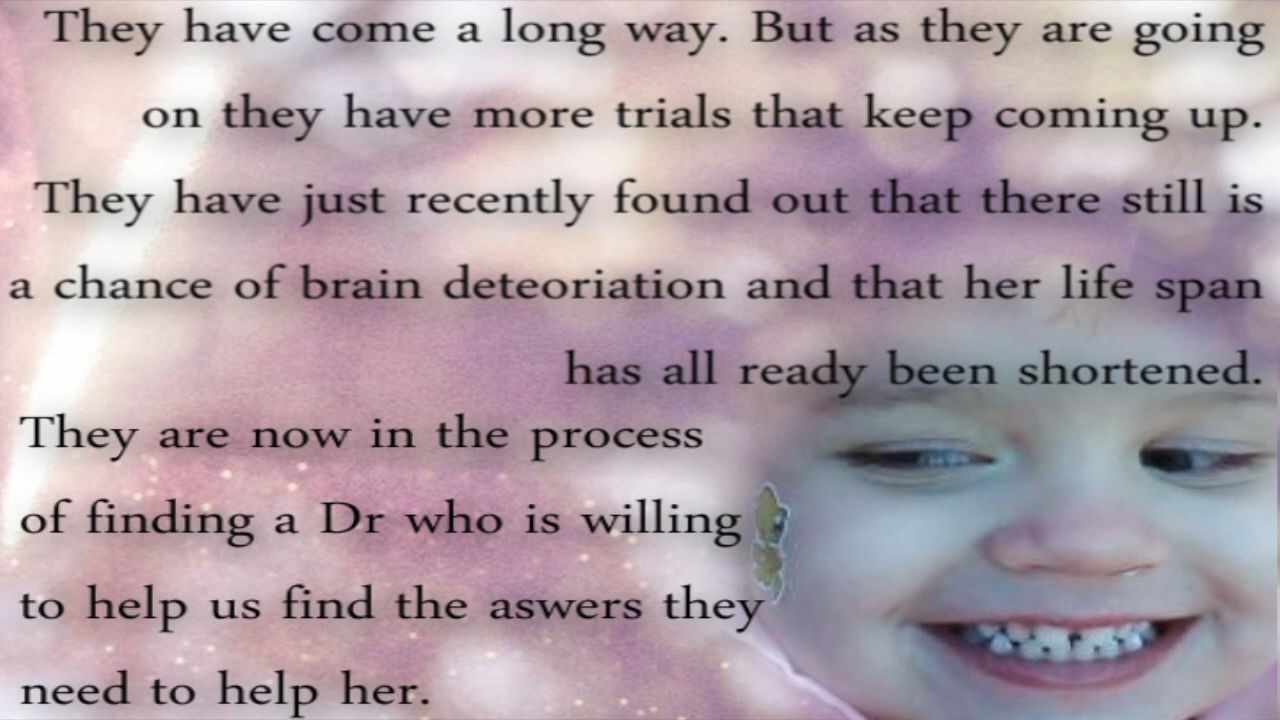 They have come a long way. But as they are going
on they have more trials that keep coming up.
They have just recently found out that there still is
a chance of brain deteoriation and that her life span
has all ready been shortened.
They are now in the process
of finding a Dr who is willing
to help us find the aswers they
need to help her.